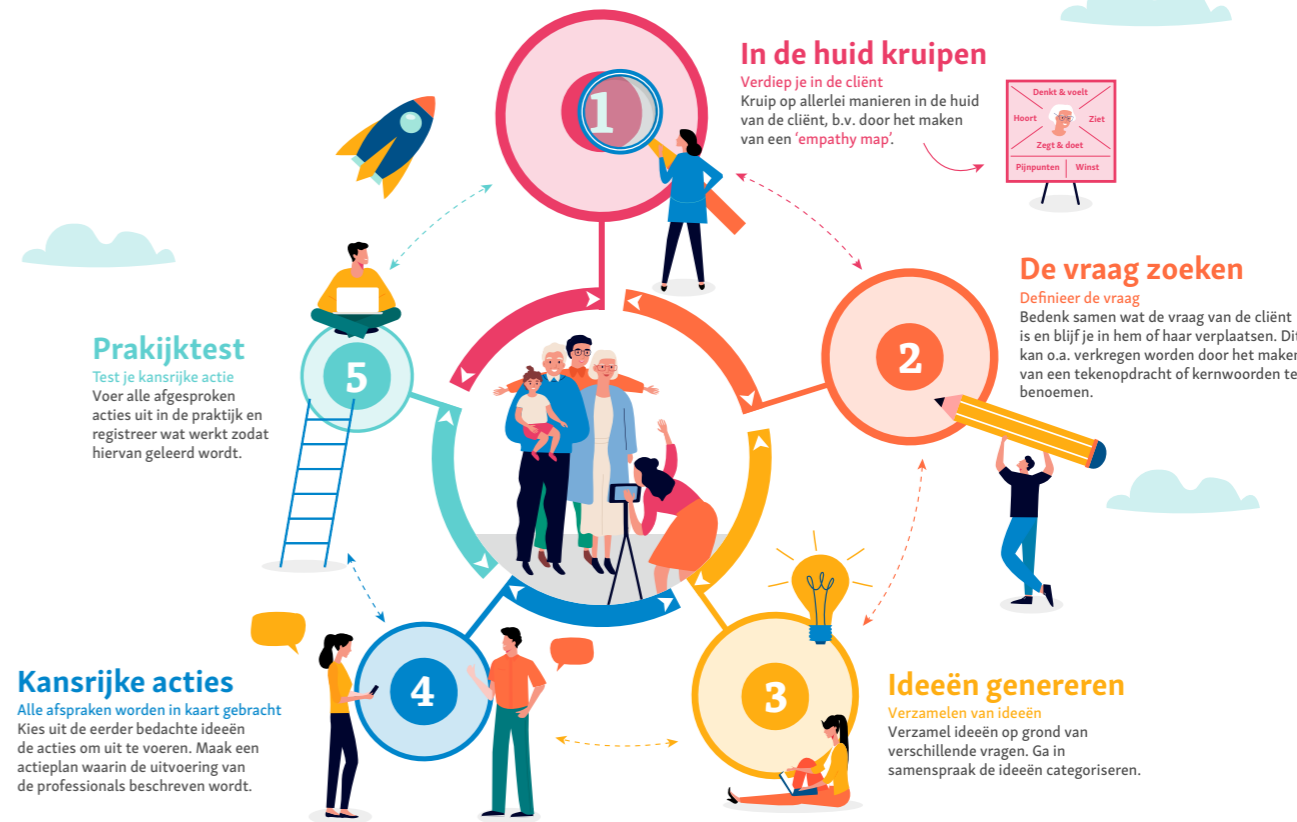 1
In de huid kruipen
Verdiep je in de cliënt
Kruip op allerlei manieren in de huid
van de cliënt, b.v. door het maken
van een ‘empathy map’.
Denkt & voelt
Hoort
Ziet
Zegt & doet
Pijnpunten
Winst
2
De vraag zoeken
Definieer de vraag
Bedenk samen wat de vraag van de cliënt
is en blijf je in hem of haar verplaatsen. Dit
kan o.a. verkregen worden door het maken
van een tekenopdracht of kernwoorden te
benoemen.
3
Ideeën genereren
Verzamelen van ideeën
Verzamel ideeën op grond van
verschillende vragen. Ga in
samenspraak de ideeën categoriseren.
4
Kansrijke acties
Alle afspraken worden in kaart gebracht
Kies uit de eerder bedachte ideeën
de acties om uit te voeren. Maak een
actieplan waarin de uitvoering van
de professionals beschreven wordt.
5
Prakijktest
Test je kansrijke actie
Voer alle afgesproken
acties uit in de praktijk en
registreer wat werkt zodat
hiervan geleerd wordt.